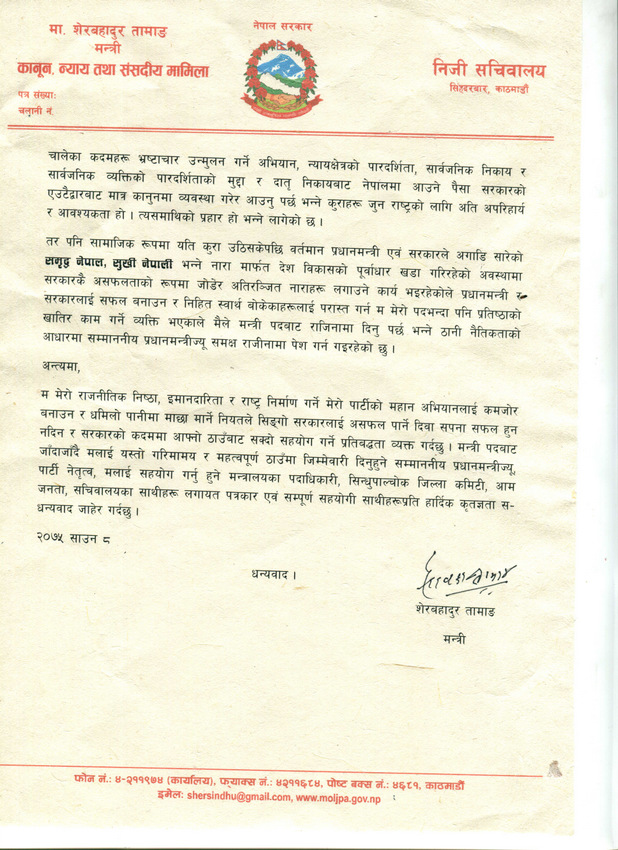 मा. शेरबहादुर तामाङ
मन्त्री
कानून, न्याय तथा संसदीय मामिला
पत्र संख्याः
चलानी नं.
नेपाल सरकार
निजी सचिवालय
सिंहदरबार, काठमाडौं
चालेका कदमहरू भ्रष्टाचार उन्मुलन गर्ने अभियान, न्यायक्षेत्रको पारदर्शिता, सार्वजनिक निकाय र
सार्वजनिक व्यक्तिको पारदर्शिताको मुद्दा र दातृ निकायबाट नेपालमा आउने पैसा सरकारको
एउटैद्वारबाट मात्र कानुनमा व्यवस्था गरेर आउनु पर्छ भन्ने कुराहरू जुन राष्ट्रको लागि अति अपरिहार्य
र आवश्यकता हो । त्यसमाथिको प्रहार हो भन्ने लागेको छ ।
तर पनि सामाजिक रूपमा यति कुरा उठिसकेपछि वर्तमान प्रधानमन्त्री एवं सरकारले अगाडि सारेको
समृद्ध नेपाल, सुखी नेपाली भन्ने नारा मार्फत देश विकासको पूर्वाधार खडा गरिरहेको अवस्थामा
सरकारकै असफलताको रूपमा जोडेर अतिरञ्जित नाराहरू लगाउने कार्य भइरहेकोले प्रधानमन्त्री र
सरकारलाई सफल बनाउन र निहित स्वार्थ बोकेकाहरूलाई परास्त गर्न म मेरो पदभन्दा पनि प्रतिष्ठाको
खातिर काम गर्ने व्यक्ति भएकाले मैले मन्त्री पदबाट राजिनामा दिनु पर्छ भन्ने ठानी नैतिकताको
आधारमा सम्माननीय प्रधानमन्त्रीज्यू समक्ष राजीनामा पेश गर्न गइरहेको छु ।
अन्त्यमा,
म मेरो राजनीतिक निष्ठा, इमानदारिता र राष्ट्र निर्माण गर्ने मेरो पार्टीको महान अभियानलाई कमजोर
बनाउन र धमिलो पानीमा माछा मार्ने नियतले सिङ्गो सरकारलाई असफल पार्ने दिवा सपना सफल हुन
नदिन र सरकारको कदममा आफ्नो ठाउँबाट सक्दो सहयोग गर्ने प्रतिबद्धता व्यक्त गर्दछु । मन्त्री पदबाट
जाँदाजाँदै मलाई यस्तो गरिमामय र महत्वपूर्ण ठाउँमा जिम्मेवारी दिनुहुने सम्माननीय प्रधानमन्त्रीज्यू,
पार्टी नेतृत्व, मलाई सहयोग गर्नु हुने मन्त्रालयका पदाधिकारी, सिन्धुपाल्चोक जिल्ला कमिटी, आम
जनता, सचिवालयका साथीहरू लगायत पत्रकार एवं सम्पूर्ण सहयोगी साथीहरूप्रति हार्दिक कृतज्ञता स-
धन्यवाद जाहेर गर्दछु ।
२०७५ साउन ८
धन्यवाद ।
शेरबहादुर तामाङ
मन्त्री
फोन नं.: ४-२११९७४ (कार्यालय), फ्याक्स नं.: ४२११६८४, पोष्ट बक्स नं.: ४६८१, काठमाडौं
इमेल: shersindhu@gmail.com, www.moljpa.gov.np